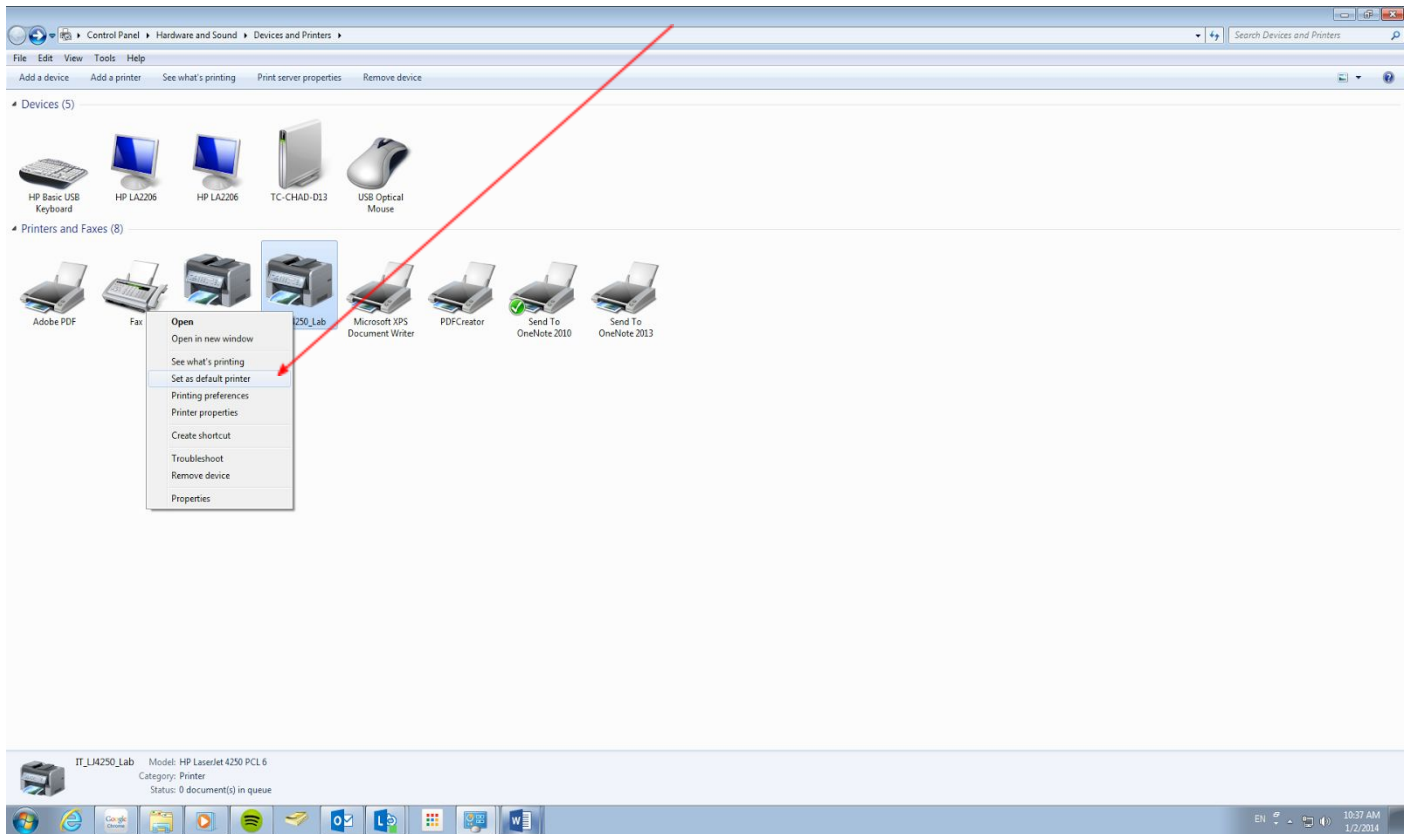 Control Panel Hardware and Sound Devices and Printers
Search Devices and Printers
File Edit View Tools Help
Add a device Add a printer See what's printing Print server properties Remove device
Devices (5)
HP Basic USB
Keyboard
HP LA2206
HP LA2206
TC-CHAD-D13
USB Optical
Mouse
Printers and Faxes (8)
Adobe PDF
Fax
4250_Lab
Microsoft XPS
Document Writer
PDFCreator
Send To
OneNote 2010
Send To
OneNote 2013
Open
Open in new window
See what's printing
Set as default printer
Printing preferences
Printer properties
Create shortcut
Troubleshoot
Remove device
Properties
IT_LJ4250_Lab Model: HP LaserJet 4250 PCL 6
Category: Printer
Status: 0 document(s) in queue
Google
Chrome
EN
10:37 AM
1/2/2014